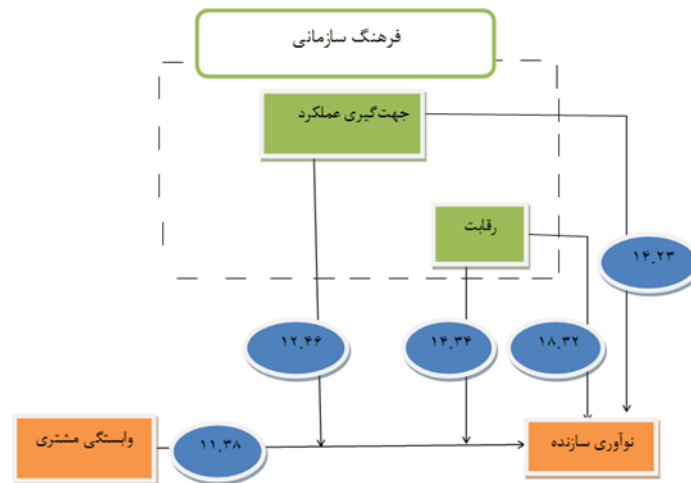 فرهنگ سازمانی
جهت‌گیری عملکرد
رقابت
۱۴.۲۳
۱۲.۴۶
۱۴.۳۴
۱۸.۳۲
وابستگی مشتری
۱۱.۳۸
نوآوری سازنده